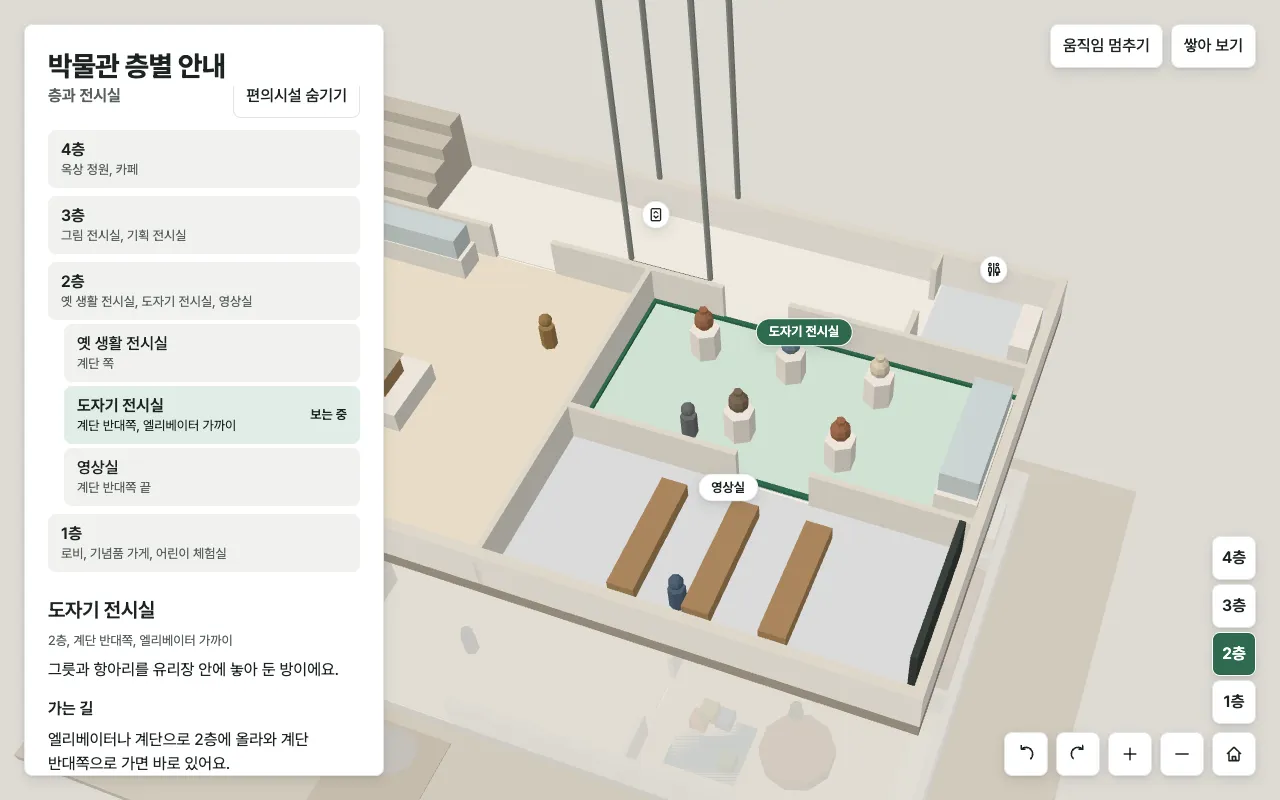 박물관 층별 안내
층과 전시실
편의시설 숨기기
4층
옥상 정원, 카페
3층
그림 전시실, 기획 전시실
2층
옛 생활 전시실, 도자기 전시실, 영상실
옛 생활 전시실
계단 쪽
도자기 전시실
계단 반대쪽, 엘리베이터 가까이
보는 중
영상실
계단 반대쪽 끝
1층
로비, 기념품 가게, 어린이 체험실
도자기 전시실
2층, 계단 반대쪽, 엘리베이터 가까이
그릇과 항아리를 유리장 안에 놓아 둔 방이에요.
가는 길
엘리베이터나 계단으로 2층에 올라와 계단
반대쪽으로 가면 바로 있어요.
움직임 멈추기
쌓아 보기
도자기 전시실
영상실
4층
3층
2층
1층